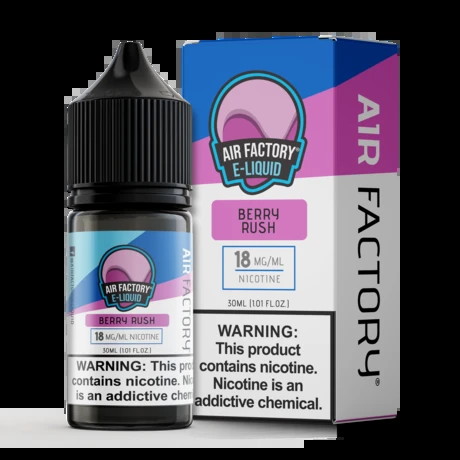 AIR FACTORY®
E-LIQUID
BERRY RUSH
18 MG/ML NICOTINE
30ML (1.01 FL.OZ.)
WARNING: This product
contains nicotine. Nicotine
is an addictive chem
AIR FACTORY
AIR FACTORY®
E-LIQUID
BERRY
RUSH
18 MG/ML
NICOTINE
30ML (1.01 FL.OZ.)
WARNING:
This product
contains nicotine.
Nicotine is an
addictive chemical.
AIR FACTORY®